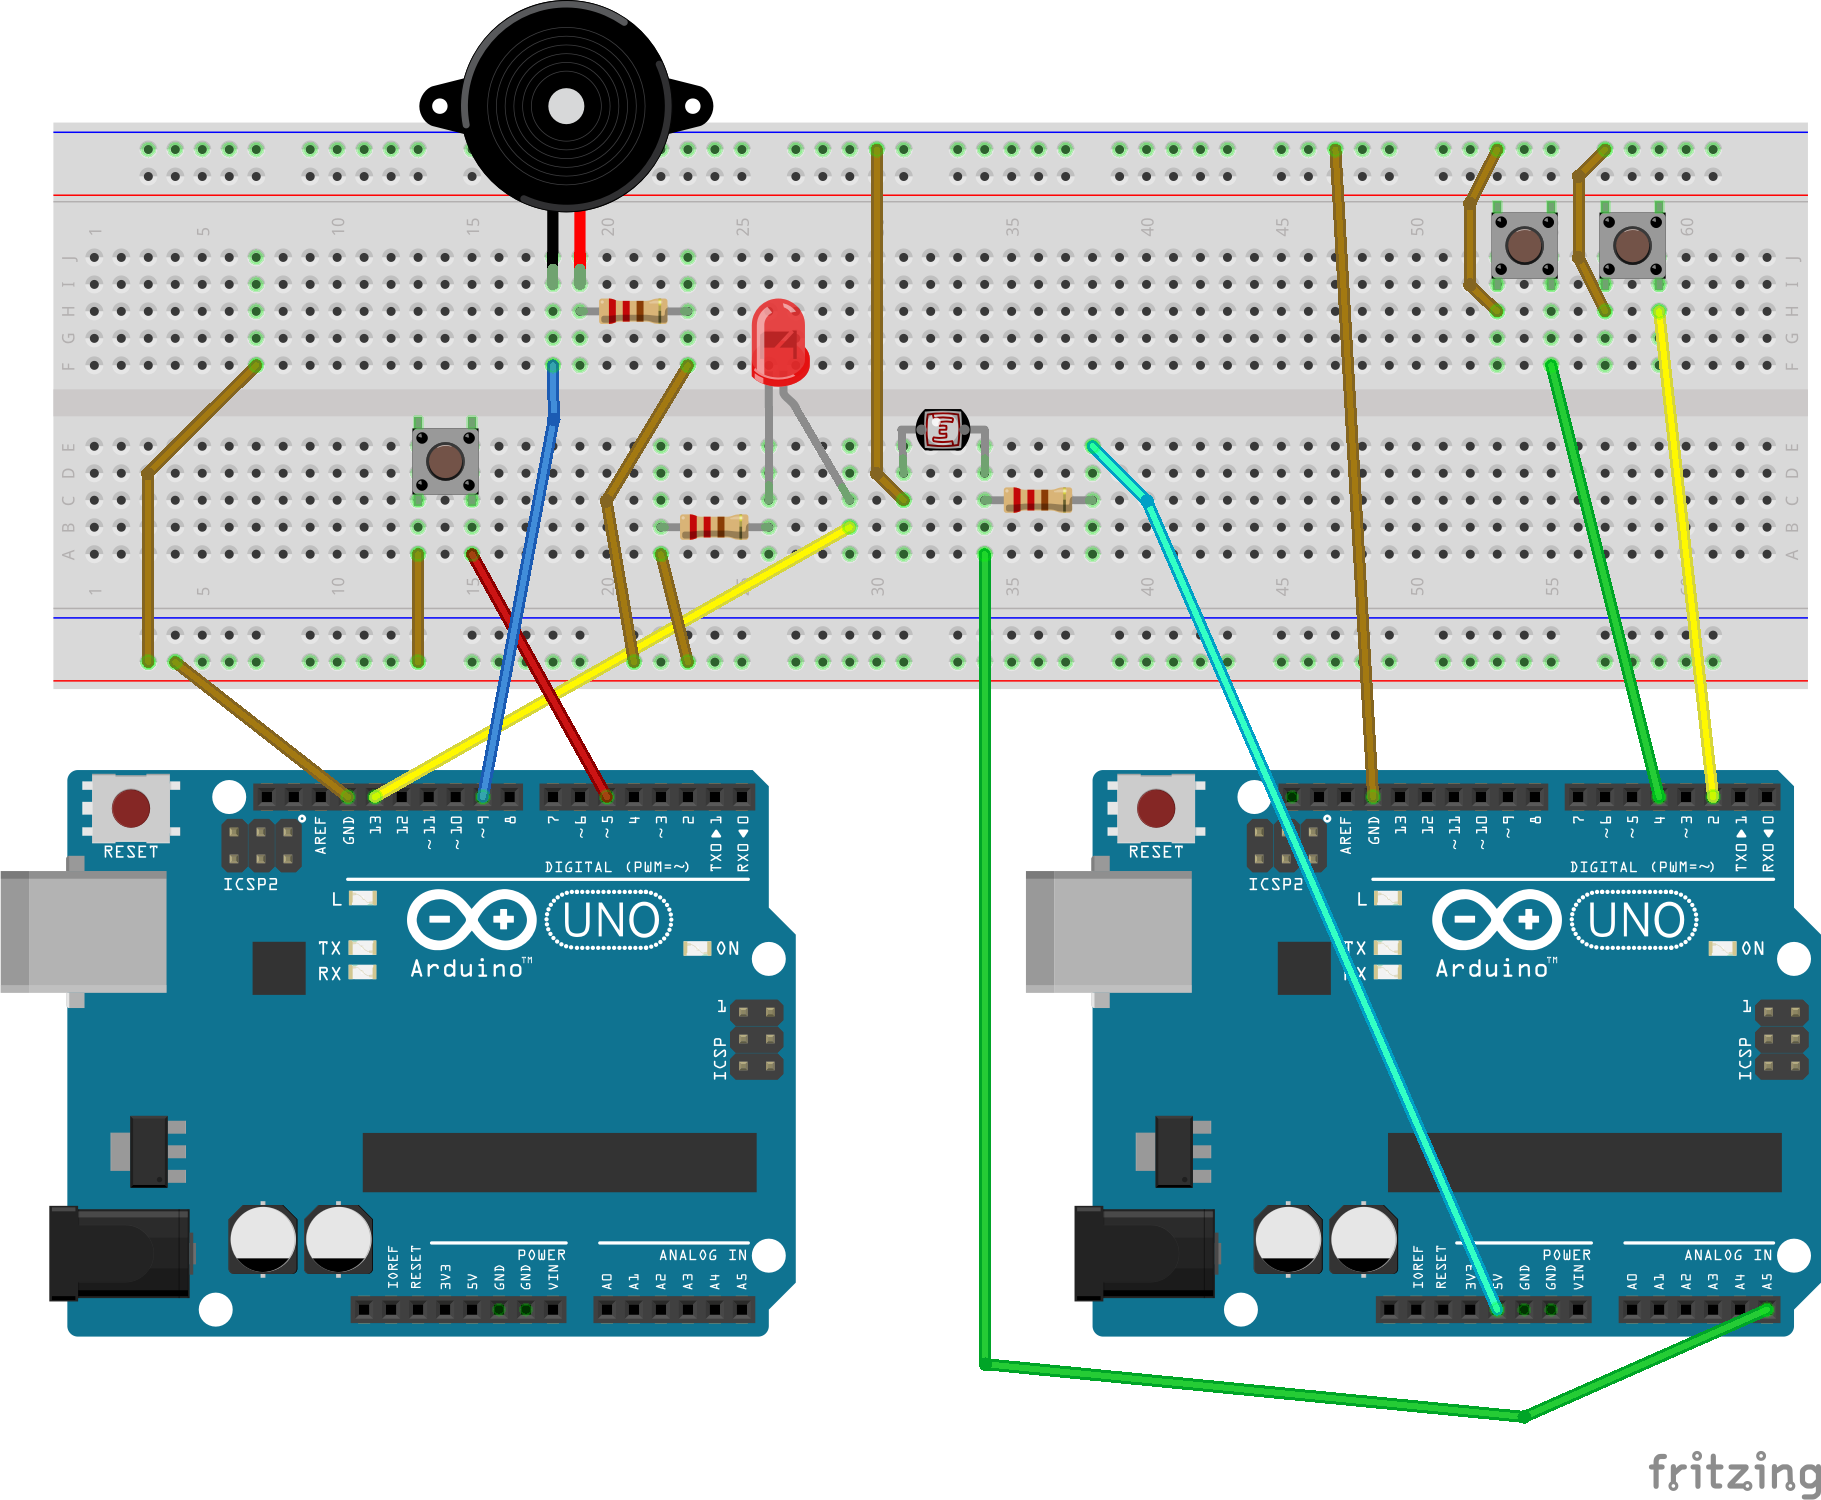 1 5 10 15 20 25 30 35 40 45 50 55 60
J J
I I
H H
G G
F F
E E
D D
C C
B B
A A
1 5 10 15 20 30 35 40 45 50 55 60
RESET
ICSP2
AREF GND 13 12 ~11 ~10 ~9 8 7 ~6 ~5 4 ~3 2 TX0▶1 RX0◀0
DIGITAL (PWM=~)
L
TX
RX
UNO
ON
Arduino™
1
ICSP
POWER
ANALOG IN
IOREF RESET 3V3 5V GND GND VIN A0 A1 A2 A3 A4 A5
RESET
ICSP2
AREF GND 13 12 ~11 ~10 ~9 8 7 ~6 ~5 4 ~3 2 TX0▶1 RX0◀0
DIGITAL (PWM=~)
L
TX
RX
UNO
ON
Arduino™
1
ICSP
POWER
ANALOG IN
IOREF RESET 3V3 5V GND GND VIN A0 A1 A2 A3 A4 A5
fritzing